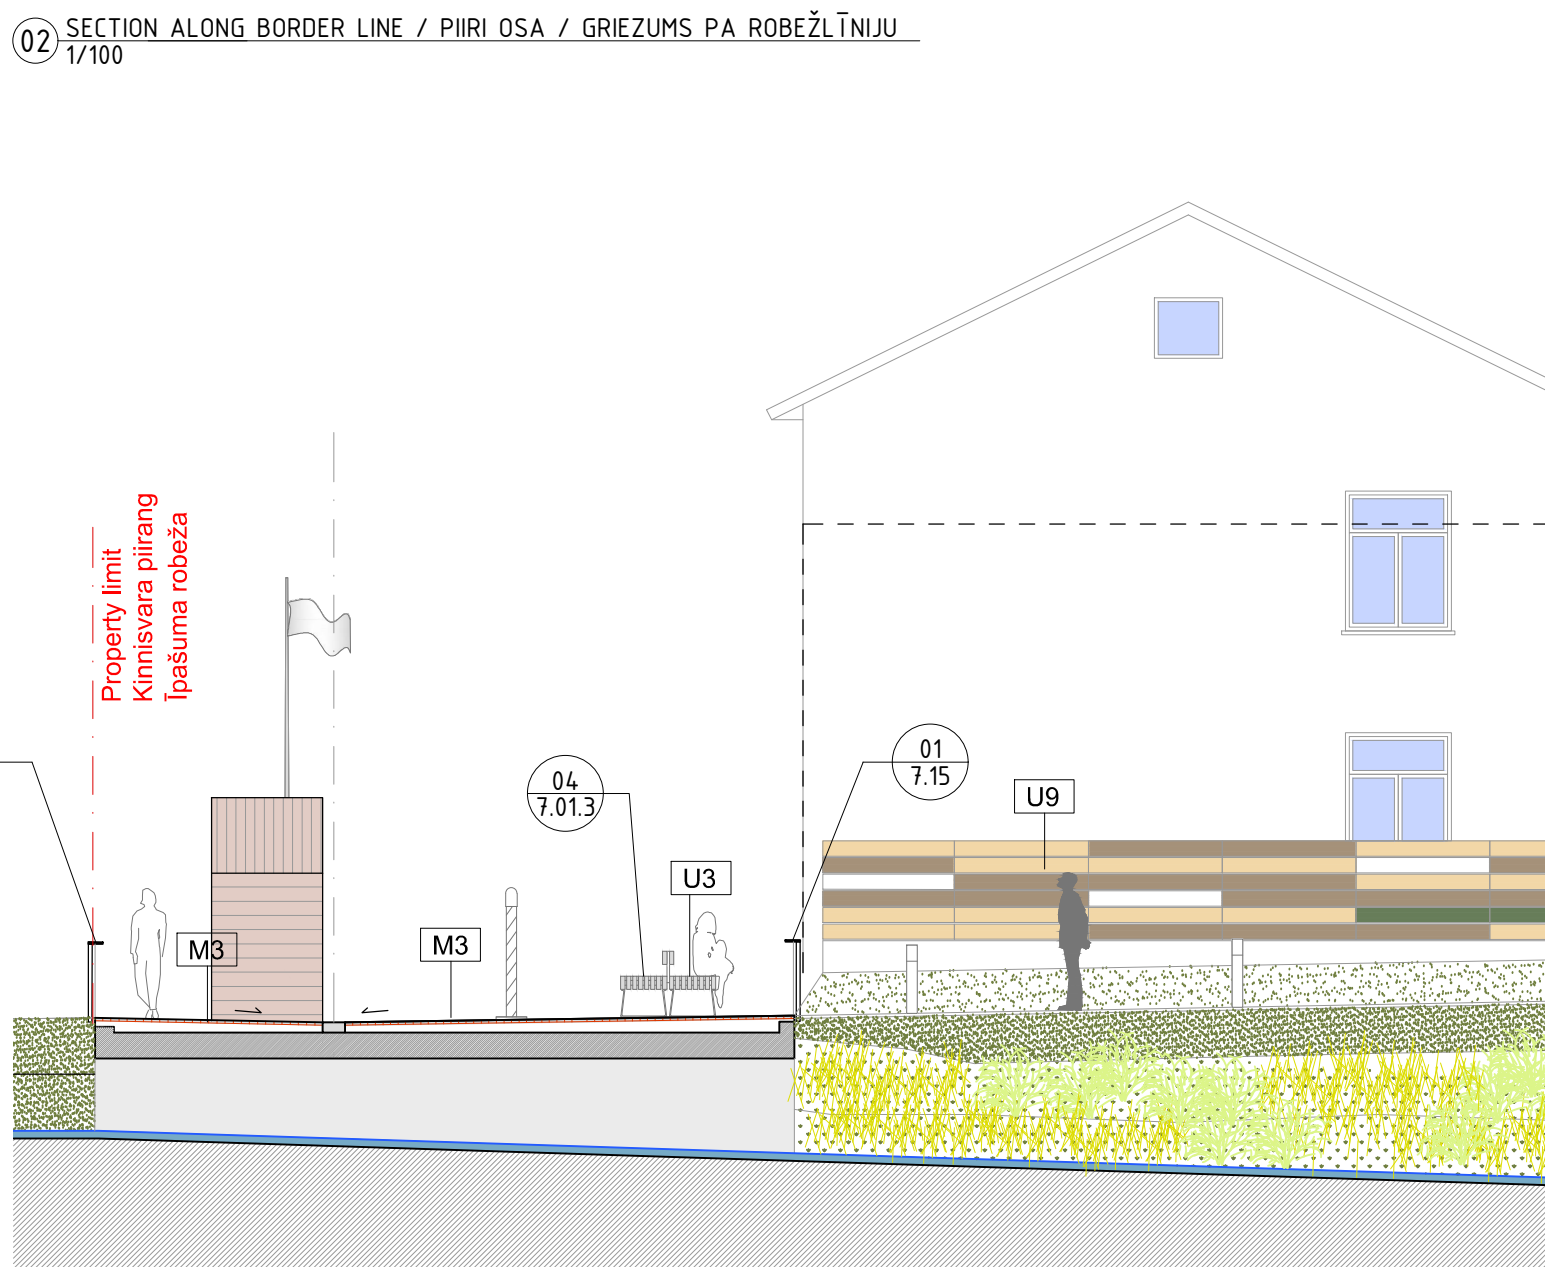 02 SECTION ALONG BORDER LINE / PIIRI OSA / GRIEZUMS PA ROBEŽLĪNIJU
1/100
Property limit
Kinnisvara piirang
Īpašuma robeža
04
7.01.3
01
7.15
U9
U3
M3
M3